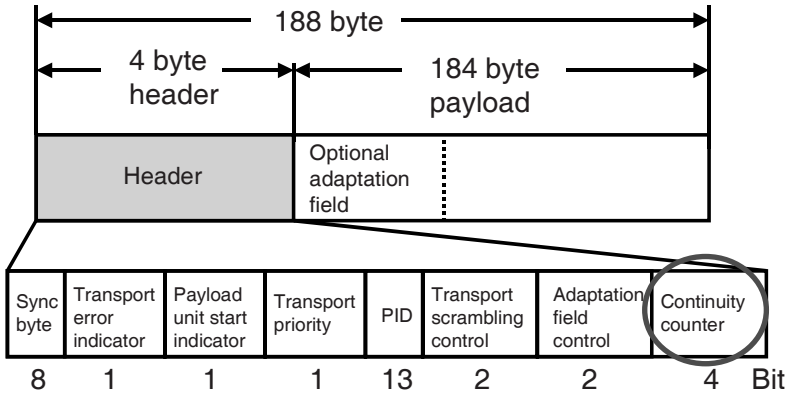 188 byte
4 byte
header
184 byte
payload
Header
Optional
adaptation
field
Sync
byte
Transport
error
indicator
Payload
unit start
indicator
Transport
priority
PID
Transport
scrambling
control
Adaptation
field
control
Continuity
counter
8 1 1 1 13 2 2 4 Bit